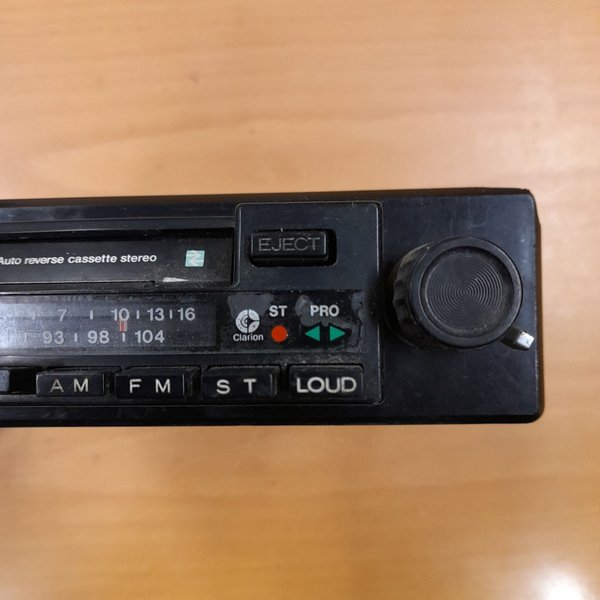 EJECT
Auto reverse cassette stereo
7 10 13 16
ST PRO
93 98 104
Clarion
AM FM ST LOUD